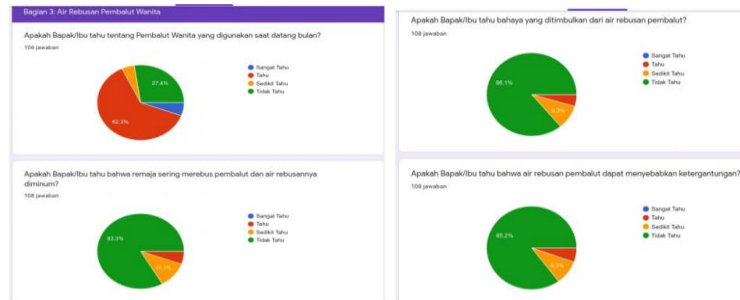 Bagian 3: Air Rebusan Pembalut Wanita
Apakah Bapak/Ibu tahu tentang Pembalut Wanita yang digunakan saat datang bulan?
106 jawaban
Sangat Tahu
Tahu
Sedikit Tahu
Tidak Tahu
27,4%
62,3%
Apakah Bapak/Ibu tahu bahwa remaja sering merebus pembalut dan air rebusannya
diminum?
108 jawaban
Sangat Tahu
Tahu
Sedikit Tahu
Tidak Tahu
83,3%
Apakah Bapak/Ibu tahu bahaya yang ditimbulkan dari air rebusan pembalut?
108 jawaban
Sangat Tahu
Tahu
Sedikit Tahu
Tidak Tahu
Apakah Bapak/Ibu tahu bahwa air rebusan pembalut dapat menyebabkan ketergantungan?
108 jawaban
Sangat Tahu
Tahu
Sedikit Tahu
Tidak Tahu
85,2%
9,3%